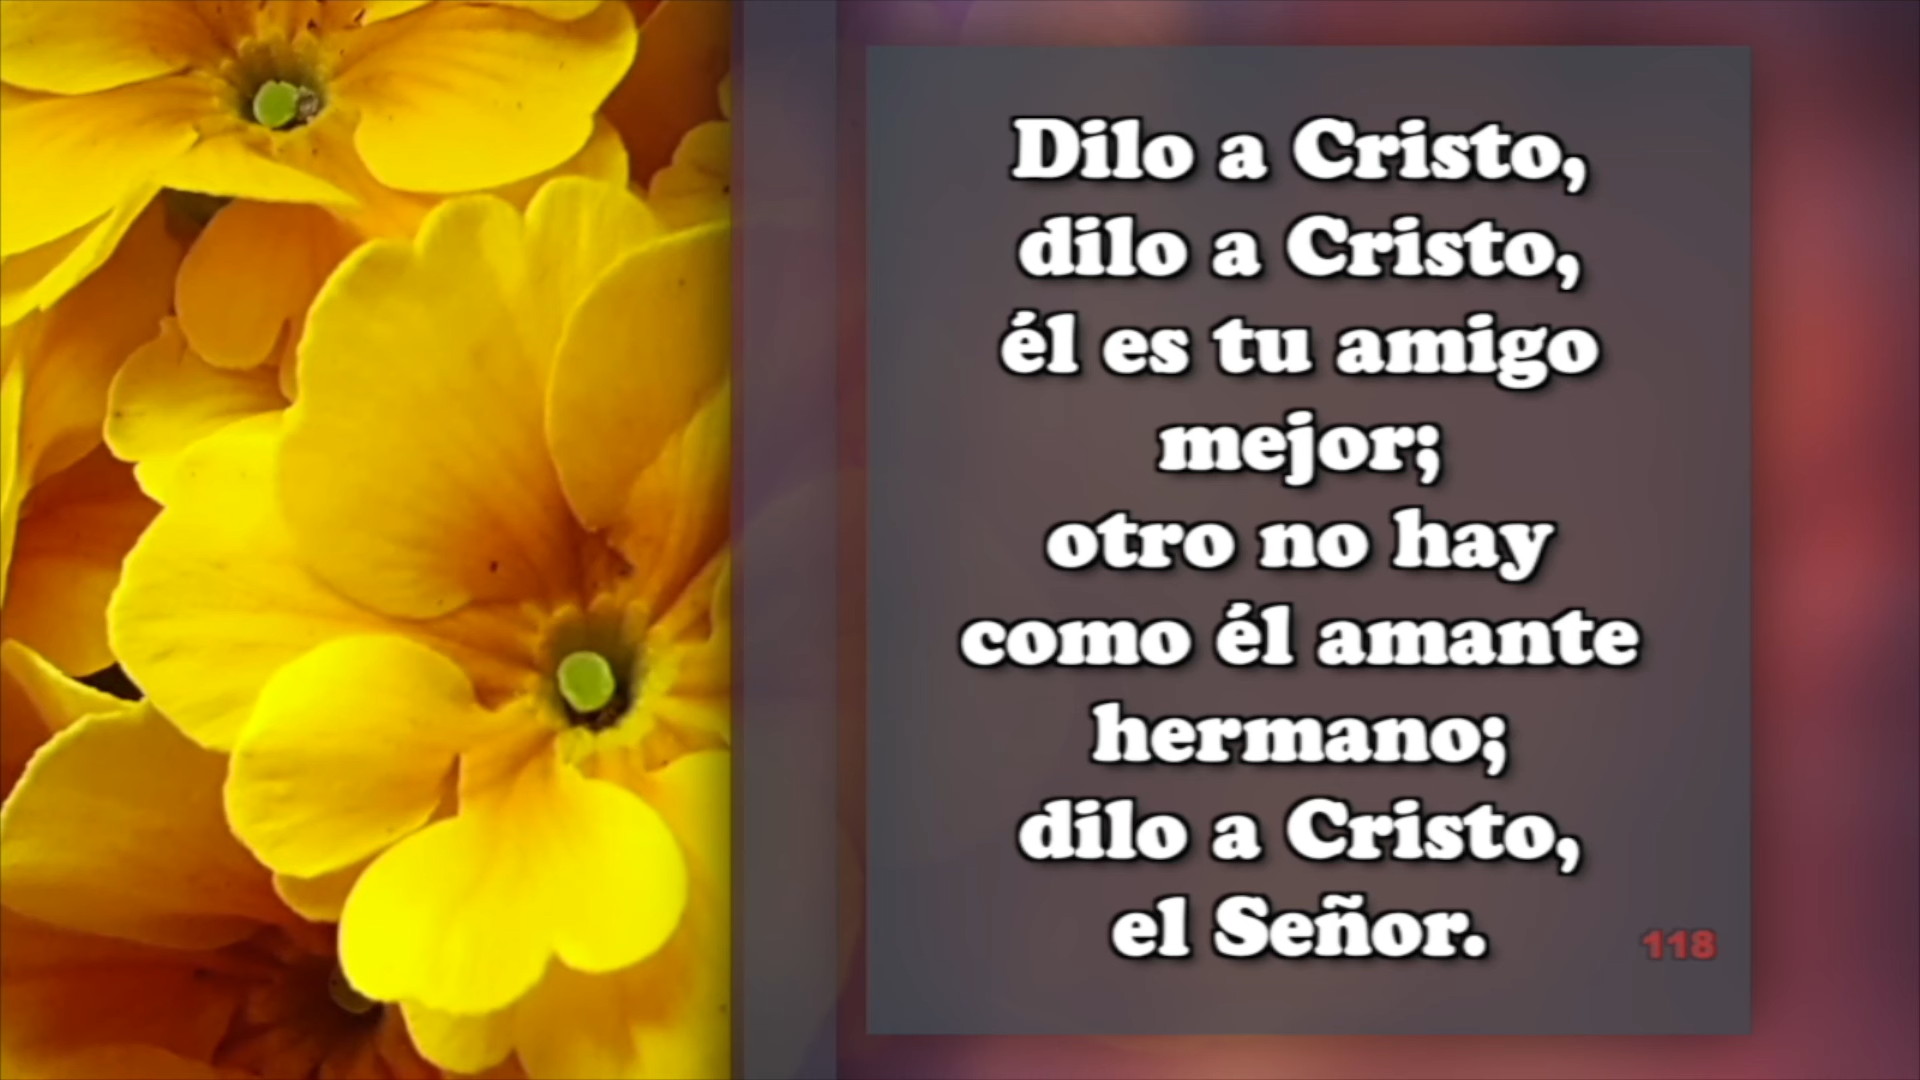 Dilo a Cristo,
dilo a Cristo,
él es tu amigo
mejor;
otro no hay
como él amante
hermano;
dilo a Cristo,
el Señor.
118